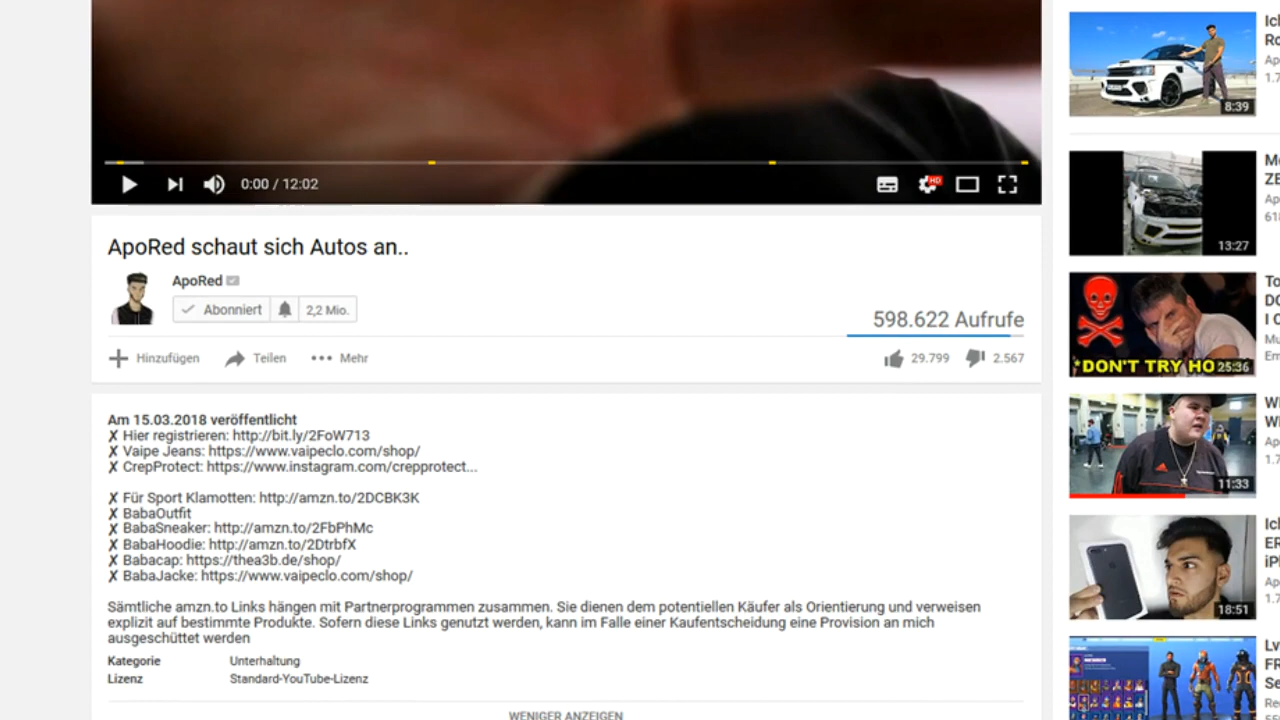 0:00 / 12:02
HD
ApoRed schaut sich Autos an..
ApoRed
Abonniert
2,2 Mio.
598.622 Aufrufe
Hinzufügen
Teilen
Mehr
29.799
2.567
Am 15.03.2018 veröffentlicht
✗ Hier registrieren: http://bit.ly/2FoW713
✗ Vaipe Jeans: https://www.vaipeclo.com/shop/
✗ CrepProtect: https://www.instagram.com/crepprotect...
✗ Für Sport Klamotten: http://amzn.to/2DCBK3K
✗ BabaOutfit
✗ BabaSneaker: http://amzn.to/2FbPhMc
✗ BabaHoodie: http://amzn.to/2DtrbfX
✗ Babacap: https://thea3b.de/shop/
✗ BabaJacke: https://www.vaipeclo.com/shop/
Sämtliche amzn.to Links hängen mit Partnerprogrammen zusammen. Sie dienen dem potentiellen Käufer als Orientierung und verweisen
explizit auf bestimmte Produkte. Sofern diese Links genutzt werden, kann im Falle einer Kaufentscheidung eine Provision an mich
ausgeschüttet werden
Kategorie Unterhaltung
Lizenz Standard-YouTube-Lizenz
WENIGER ANZEIGEN
8:39
13:27
*DON'T TRY HO
25:36
11:33
18:51